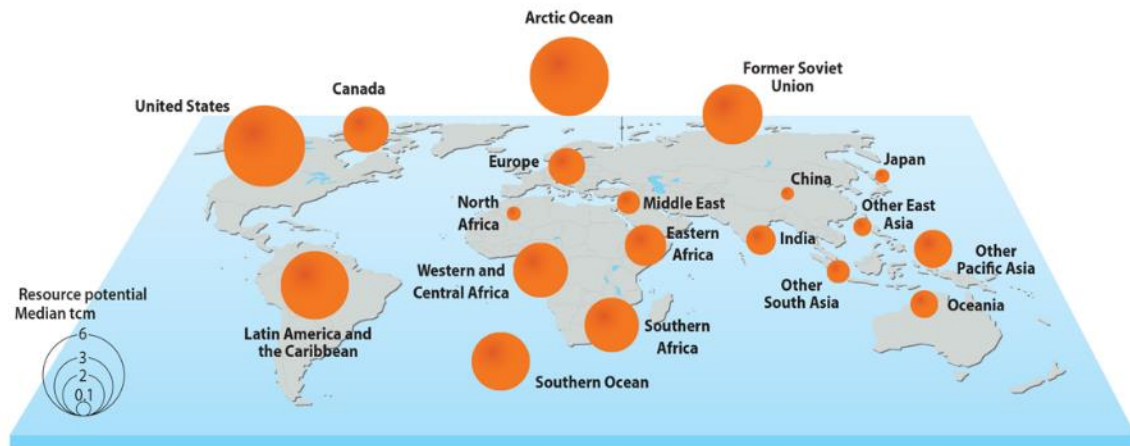 Arctic Ocean
Former Soviet
Union
Canada
United States
Europe
Japan
China
North
Africa
Middle East
Other East
Asia
Eastern
Africa
India
Other
Pacific Asia
Western and
Central Africa
Other
South Asia
Oceania
Resource potential
Median tcm
6
3
2
0.1
Latin America and
the Caribbean
Southern
Africa
Southern Ocean